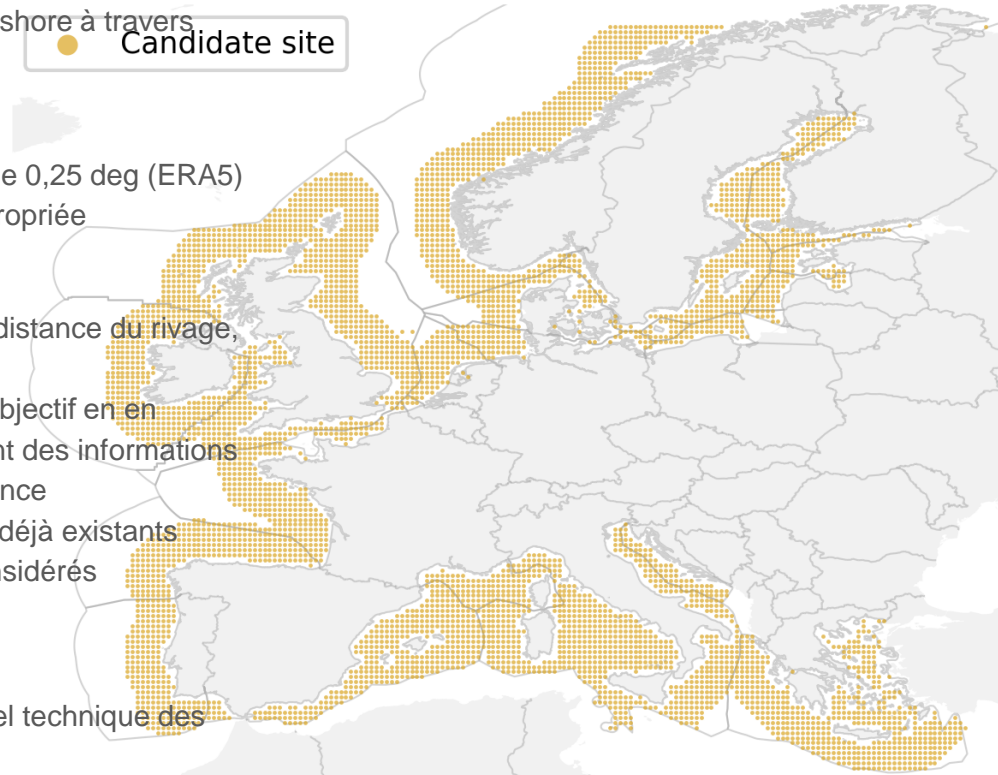 shore à travers
Candidate site
e 0,25 deg (ERA5)
ropriée
distance du rivage,
bjectif en en
nt des informations
nce
déjà existants
nsidérés
el technique des